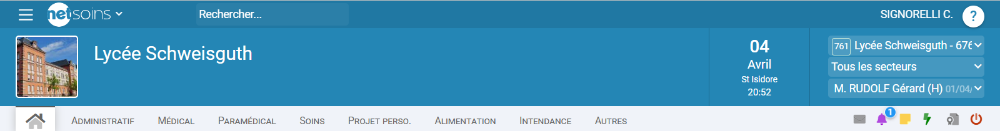 netsoins
Rechercher...
SIGNORELLI C.
?
Lycée Schweisguth
04
Avril
St Isidore
20:52
761 Lycée Schweisguth - 676
Tous les secteurs
M. RUDOLF Gérard (H) 01/04/
ADMINISTRATIF MÉDICAL PARAMÉDICAL SOINS PROJET PERSO. ALIMENTATION INTENDANCE AUTRES
1